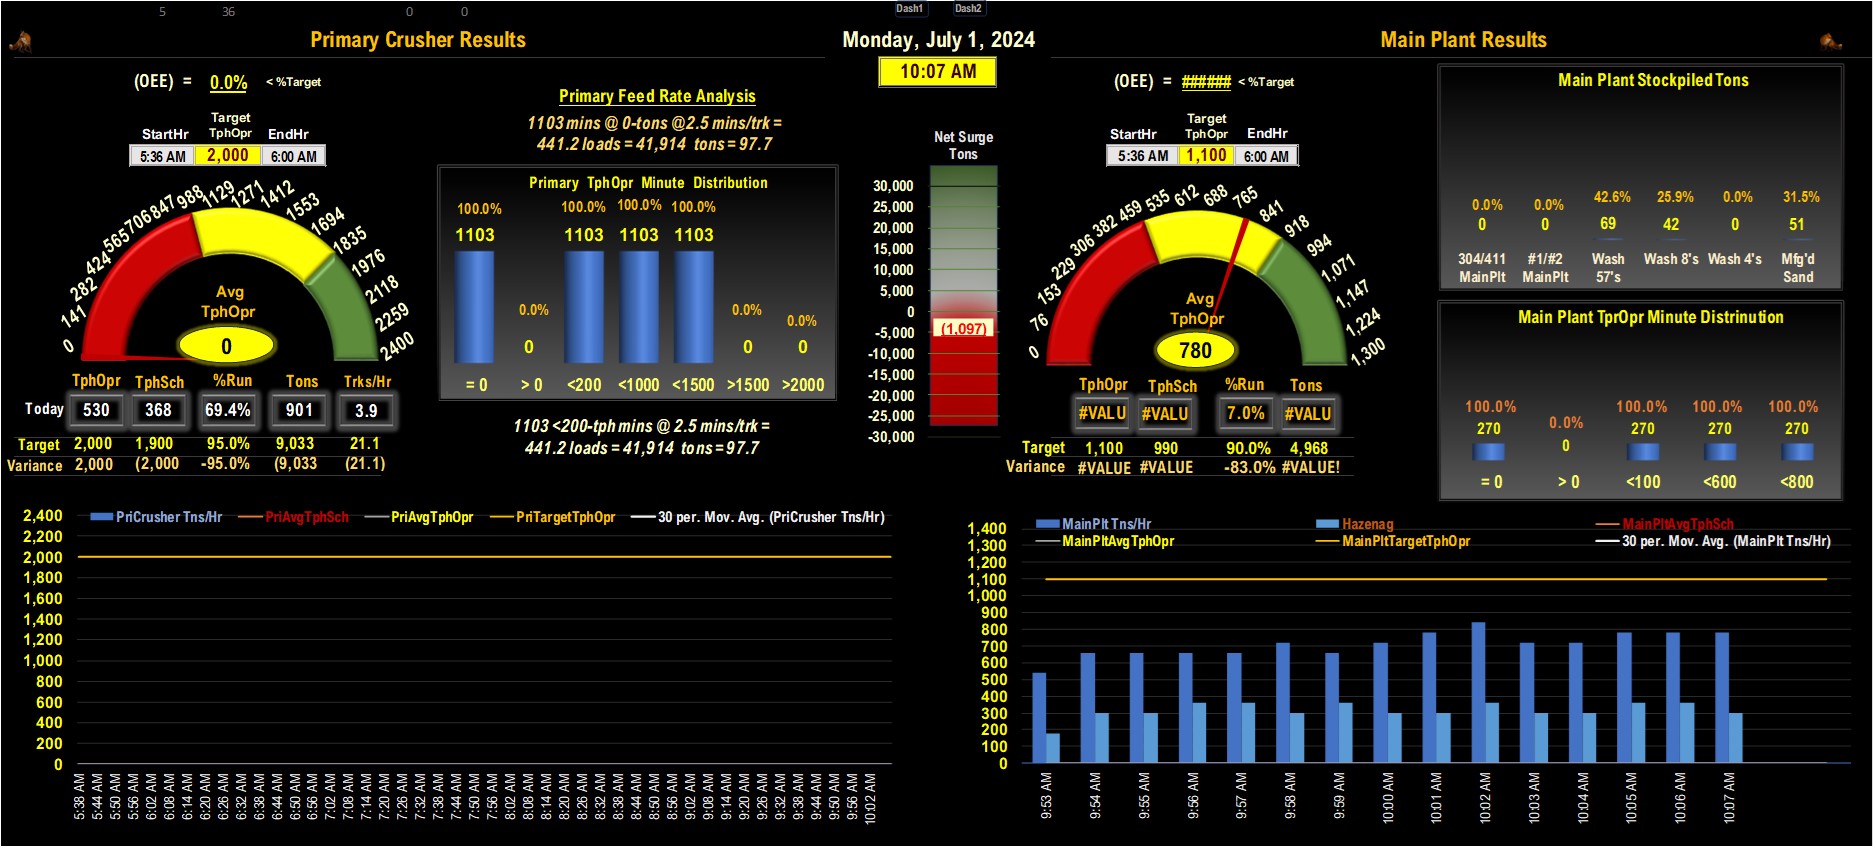 5 36 0 0 Dash1 Dash2
Primary Crusher Results
Monday, July 1, 2024
Main Plant Results
10:07 AM
(OEE) = 0.0% < %Target
Target
StartHr TphOpr EndHr
5:36 AM 2,000 6:00 AM
0 141 282 424 565 706 847 988 1129 1271 1412 1553 1694 1835 1976 2118 2259 2400
Avg
TphOpr
0
TphOpr TphSch %Run Tons Trks/Hr
Today 530 368 69.4% 901 3.9
Target 2,000 1,900 95.0% 9,033 21.1
Variance 2,000 (2,000 -95.0% (9,033 (21.1)
Primary Feed Rate Analysis
1103 mins @ 0-tons @2.5 mins/trk =
441.2 loads = 41,914 tons = 97.7
Primary TphOpr Minute Distribution
100.0% 0.0% 100.0% 100.0% 100.0% 0.0% 0.0%
1103 0 1103 1103 1103 0 0
= 0 > 0 <200 <1000 <1500 >1500 >2000
1103 <200-tph mins @ 2.5 mins/trk =
441.2 loads = 41,914 tons = 97.7
Net Surge
Tons
30,000
25,000
20,000
15,000
10,000
5,000
0
(1,097)
-5,000
-10,000
-15,000
-20,000
-25,000
-30,000
(OEE) = ###### < %Target
Target
StartHr TphOpr EndHr
5:36 AM 1,100 6:00 AM
0 76 153 229 306 382 459 535 612 688 765 841 918 994 1,071 1,147 1,224 1,300
Avg
TphOpr
780
TphOpr TphSch %Run Tons
#VALU #VALU 7.0% #VALU
Target 1,100 990 90.0% 4,968
Variance #VALUE #VALUE -83.0% #VALUE!
Main Plant Stockpiled Tons
0.0% 0.0% 42.6% 25.9% 0.0% 31.5%
0 0 69 42 0 51
304/411 #1/#2 Wash Wash 8's Wash 4's Mfg'd
MainPlt MainPlt 57's Sand
Main Plant TprOpr Minute Distrinution
100.0% 0.0% 100.0% 100.0% 100.0%
270 0 270 270 270
= 0 > 0 <100 <600 <800
PriCrusher Tns/Hr PriAvgTphSch PriAvgTphOpr PriTargetTphOpr 30 per. Mov. Avg. (PriCrusher Tns/Hr)
2,400
2,200
2,000
1,800
1,600
1,400
1,200
1,000
800
600
400
200
0
5:38 AM 5:44 AM 5:50 AM 5:56 AM 6:02 AM 6:08 AM 6:14 AM 6:20 AM 6:26 AM 6:32 AM 6:38 AM 6:44 AM 6:50 AM 6:56 AM 7:02 AM 7:08 AM 7:14 AM 7:20 AM 7:26 AM 7:32 AM 7:38 AM 7:44 AM 7:50 AM 7:56 AM 8:02 AM 8:08 AM 8:14 AM 8:20 AM 8:26 AM 8:32 AM 8:38 AM 8:44 AM 8:50 AM 8:56 AM 9:02 AM 9:08 AM 9:14 AM 9:20 AM 9:26 AM 9:32 AM 9:38 AM 9:44 AM 9:50 AM 9:56 AM 10:02 AM
MainPlt Tns/Hr Hazenag MainPltAvgTphSch
MainPltAvgTphOpr MainPltTargetTphOpr 30 per. Mov. Avg. (MainPlt Tns/Hr)
1,400
1,300
1,200
1,100
1,000
900
800
700
600
500
400
300
200
100
0
9:53 AM 9:54 AM 9:55 AM 9:56 AM 9:57 AM 9:58 AM 9:59 AM 10:00 AM 10:01 AM 10:02 AM 10:03 AM 10:04 AM 10:05 AM 10:06 AM 10:07 AM